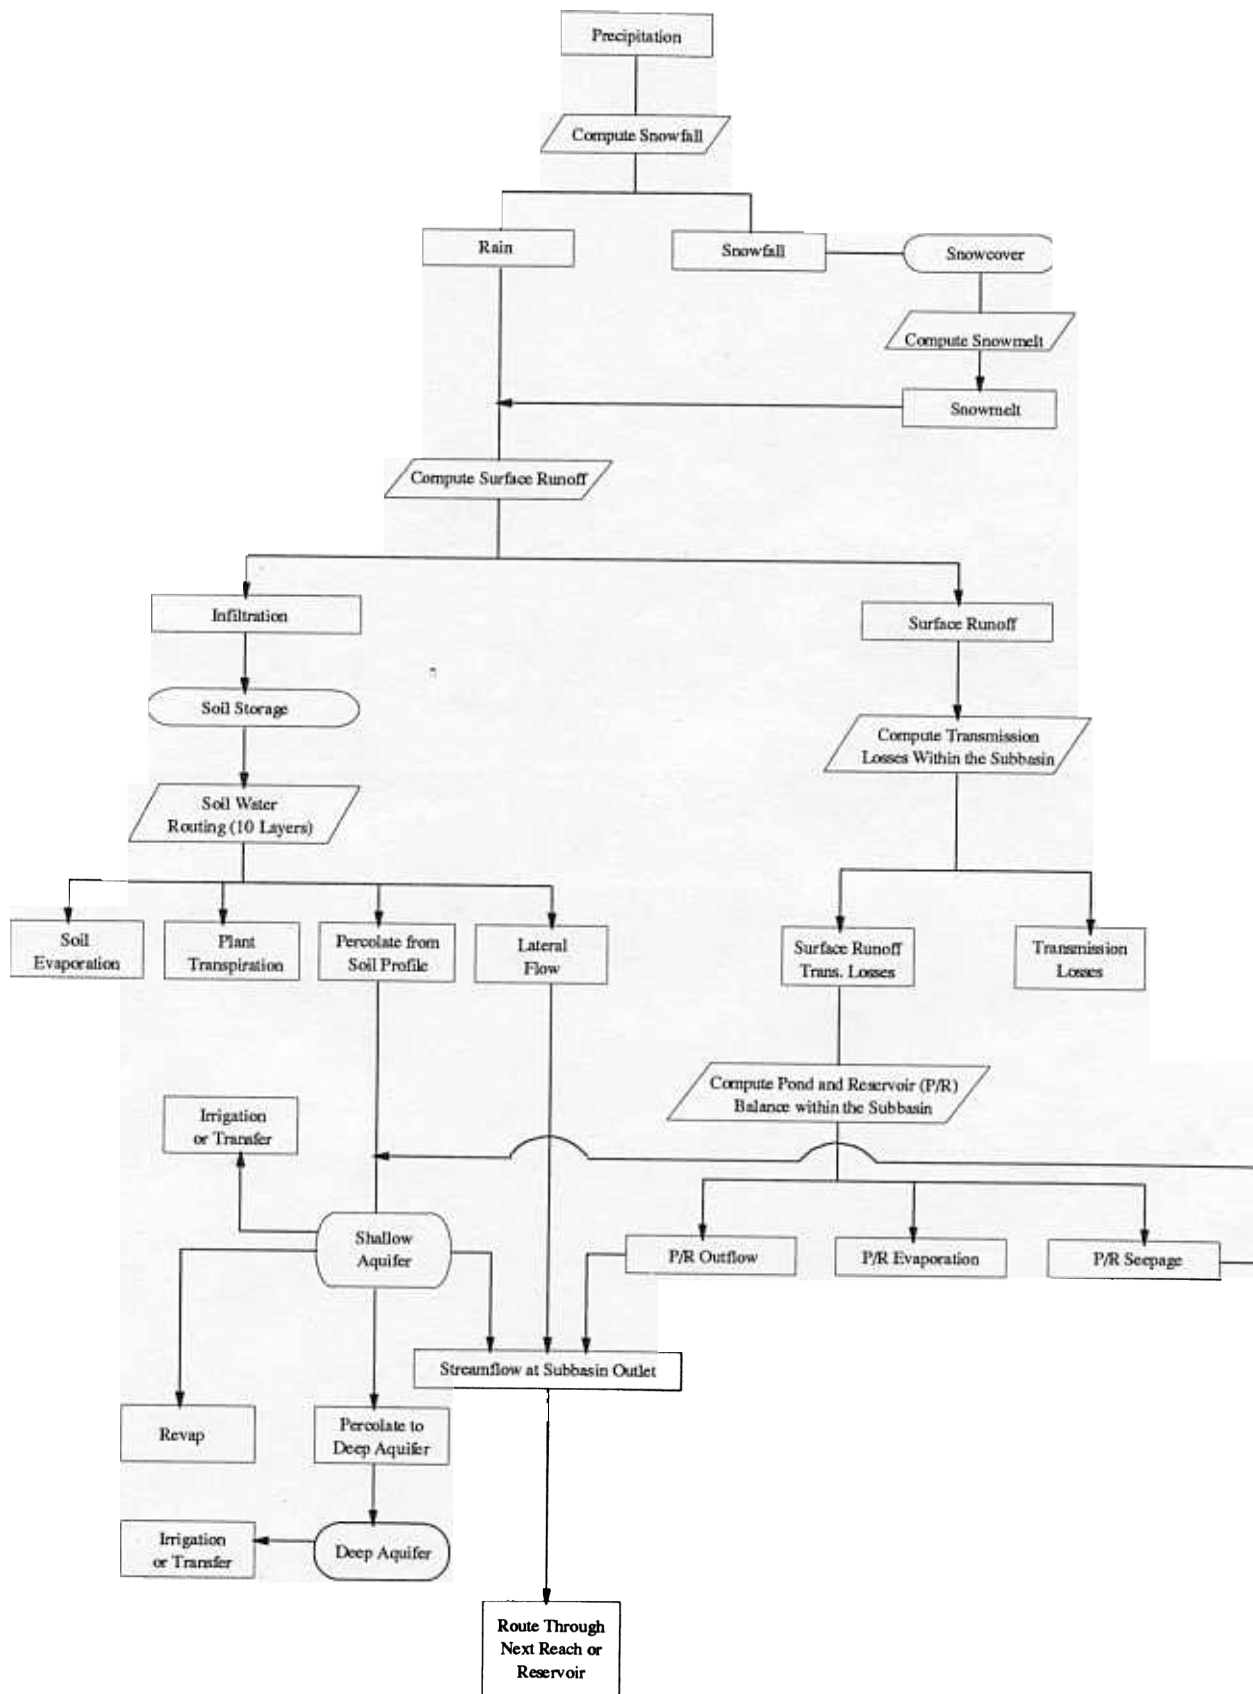 Precipitation
Compute Snowfall
Rain
Snowfall
Snowcover
Compute Snowmelt
Snowmelt
Compute Surface Runoff
Infiltration
Surface Runoff
Soil Storage
Compute Transmission
Losses Within the Subbasin
Soil Water
Routing (10 Layers)
Soil
Evaporation
Plant
Transpiration
Percolate from
Soil Profile
Lateral
Flow
Surface Runoff
Trans. Losses
Transmission
Losses
Compute Pond and Reservoir (P/R)
Balance within the Subbasin
Irrigation
or Transfer
Shallow
Aquifer
P/R Outflow
P/R Evaporation
P/R Seepage
Streamflow at Subbasin Outlet
Revap
Percolate to
Deep Aquifer
Irrigation
or Transfer
Deep Aquifer
Route Through
Next Reach or
Reservoir